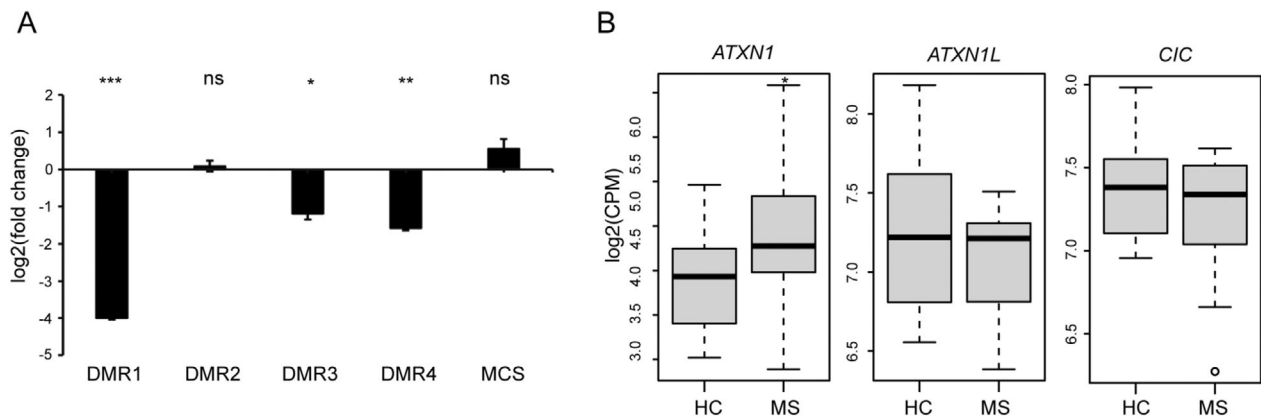 A
*** ns * ** ns
log2(fold change)
2
1
0
-1
-2
-3
-4
-5
DMR1 DMR2 DMR3 DMR4 MCS
B
ATXN1 ATXN1L CIC
*
log2(CPM)
6.0
5.5
5.0
4.5
4.0
3.5
3.0
HC MS
8.0
7.5
7.0
6.5
HC MS
8.0
7.5
7.0
6.5
HC MS